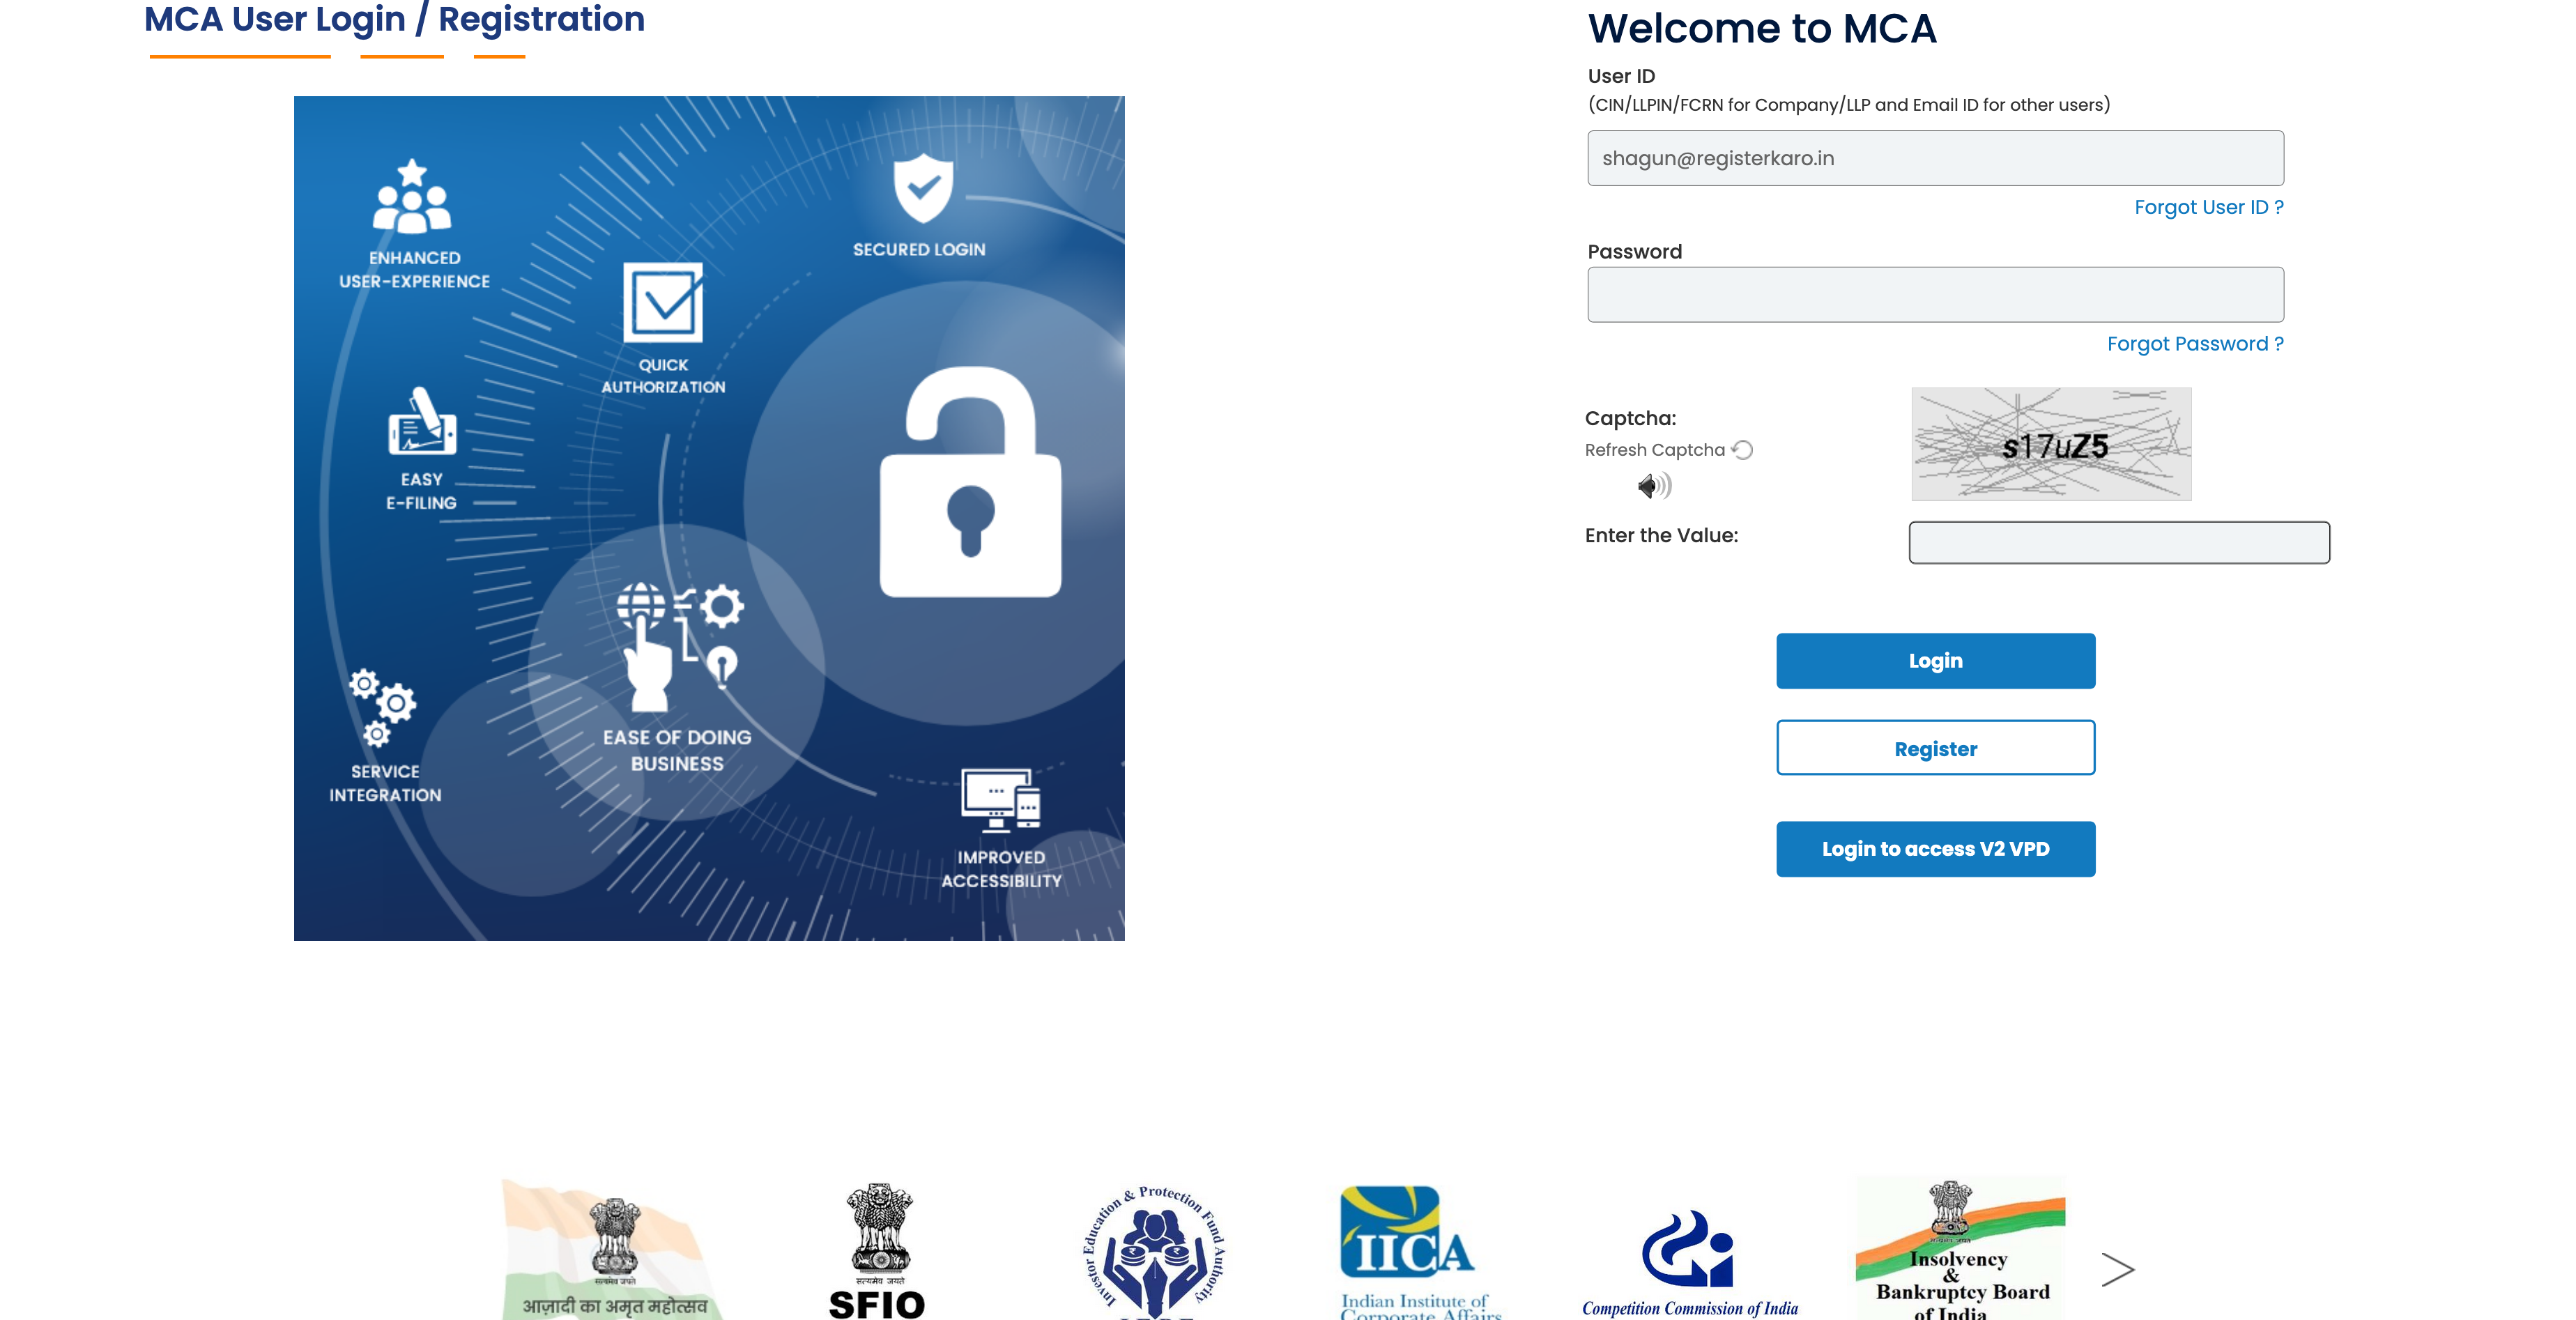 MCA User Login / Registration
ENHANCED
USER-EXPERIENCE
SECURED LOGIN
QUICK
AUTHORIZATION
EASY
E-FILING
EASE OF DOING
BUSINESS
SERVICE
INTEGRATION
IMPROVED
ACCESSIBILITY
Welcome to MCA
User ID
(CIN/LLPIN/FCRN for Company/LLP and Email ID for other users)
shagun@registerkaro.in
Forgot User ID ?
Password
Forgot Password ?
Captcha:
s17uZ5
Refresh Captcha
Enter the Value:
Login
Register
Login to access V2 VPD
सत्यमेव जयते
आज़ादी का अमृत महोत्सव
सत्यमेव जयते
SFIO
Investor Education & Protection Fund Authority
IICA
Indian Institute of
Corporate Affairs
Competition Commission of India
Insolvency
&
Bankruptcy Board
of India